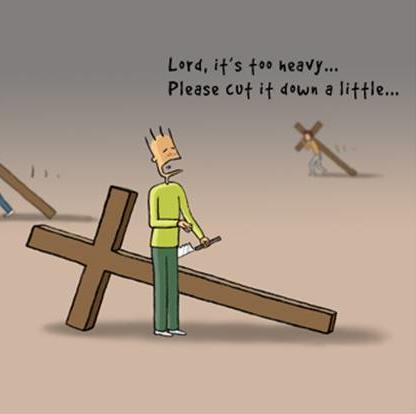 Lord, it's too heavy...
Please cut it down a little...